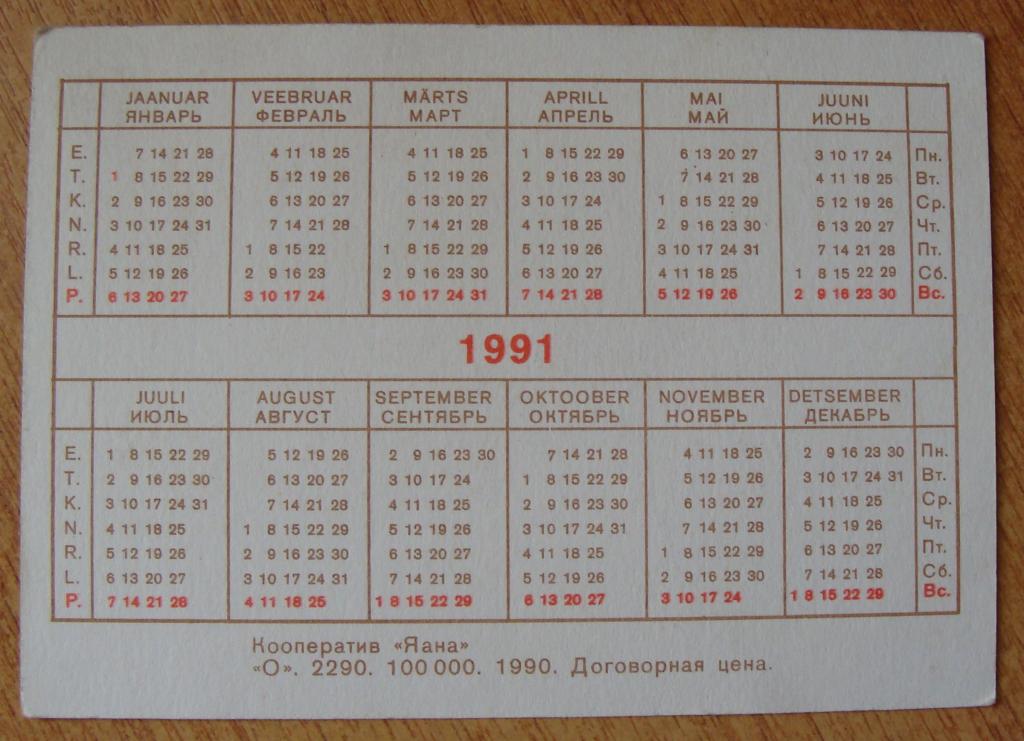 JAANUAR VEEBRUAR MÄRTS APRILL MAI JUUNI
ЯНВАРЬ ФЕВРАЛЬ МАРТ АПРЕЛЬ МАЙ ИЮНЬ
E. 7 14 21 28 4 11 18 25 4 11 18 25 1 8 15 22 29 6 13 20 27 3 10 17 24 Пн.
T. 1 8 15 22 29 5 12 19 26 5 12 19 26 2 9 16 23 30 7 14 21 28 4 11 18 25 Вт.
K. 2 9 16 23 30 6 13 20 27 6 13 20 27 3 10 17 24 1 8 15 22 29 5 12 19 26 Ср.
N. 3 10 17 24 31 7 14 21 28 7 14 21 28 4 11 18 25 2 9 16 23 30 6 13 20 27 Чт.
R. 4 11 18 25 1 8 15 22 1 8 15 22 29 5 12 19 26 3 10 17 24 31 7 14 21 28 Пт.
L. 5 12 19 26 2 9 16 23 2 9 16 23 30 6 13 20 27 4 11 18 25 1 8 15 22 29 Сб.
P. 6 13 20 27 3 10 17 24 3 10 17 24 31 7 14 21 28 5 12 19 26 2 9 16 23 30 Вс.
1991
JUULI AUGUST SEPTEMBER OKTOOBER NOVEMBER DETSEMBER
ИЮЛЬ АВГУСТ СЕНТЯБРЬ ОКТЯБРЬ НОЯБРЬ ДЕКАБРЬ
E. 1 8 15 22 29 5 12 19 26 2 9 16 23 30 7 14 21 28 4 11 18 25 2 9 16 23 30 Пн.
T. 2 9 16 23 30 6 13 20 27 3 10 17 24 1 8 15 22 29 5 12 19 26 3 10 17 24 31 Вт.
K. 3 10 17 24 31 7 14 21 28 4 11 18 25 2 9 16 23 30 6 13 20 27 4 11 18 25 Ср.
N. 4 11 18 25 1 8 15 22 29 5 12 19 26 3 10 17 24 31 7 14 21 28 5 12 19 26 Чт.
R. 5 12 19 26 2 9 16 23 30 6 13 20 27 4 11 18 25 1 8 15 22 29 6 13 20 27 Пт.
L. 6 13 20 27 3 10 17 24 31 7 14 21 28 5 12 19 26 2 9 16 23 30 7 14 21 28 Сб.
P. 7 14 21 28 4 11 18 25 1 8 15 22 29 6 13 20 27 3 10 17 24 1 8 15 22 29 Вс.
Кооператив «Яана»
«О». 2290. 100 000. 1990. Договорная цена.